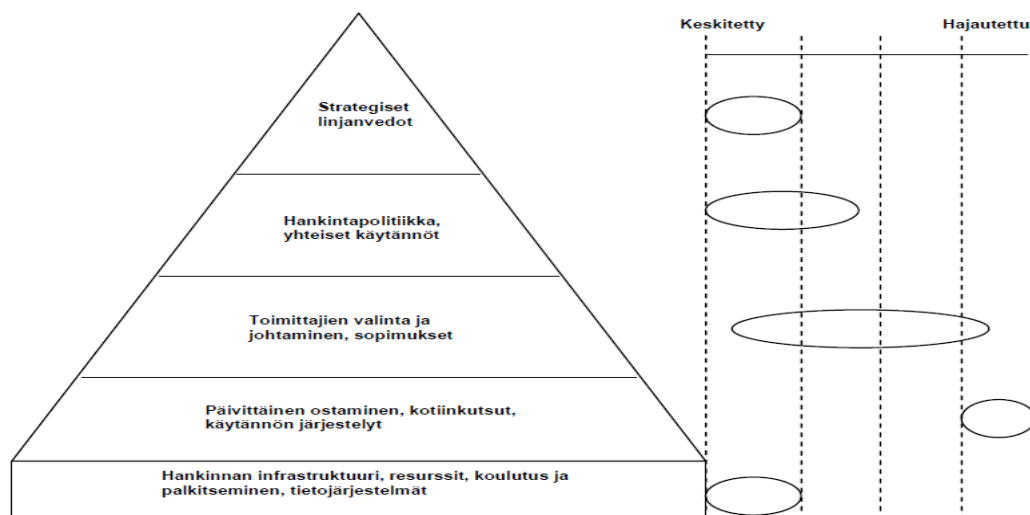 Keskitetty
Hajautettu
Strategiset
linjanvedot
Hankintapolitiikka,
yhteiset käytännöt
Toimittajien valinta ja
johtaminen, sopimukset
Päivittäinen ostaminen, kotiinkutsut,
käytännön järjestelyt
Hankinnan infrastruktuuri, resurssit, koulutus ja
palkitseminen, tietojärjestelmät